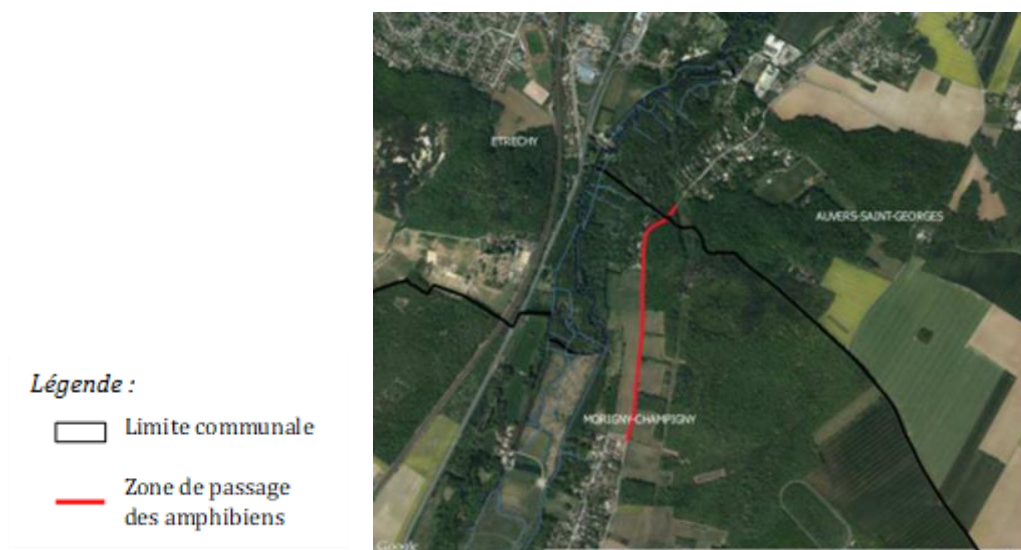 ETRECHY
AUVERS-SAINT-GEORGES
Légende :
Limite communale
MORIGNY-CHAMPIGNY
Zone de passage
des amphibiens
Google